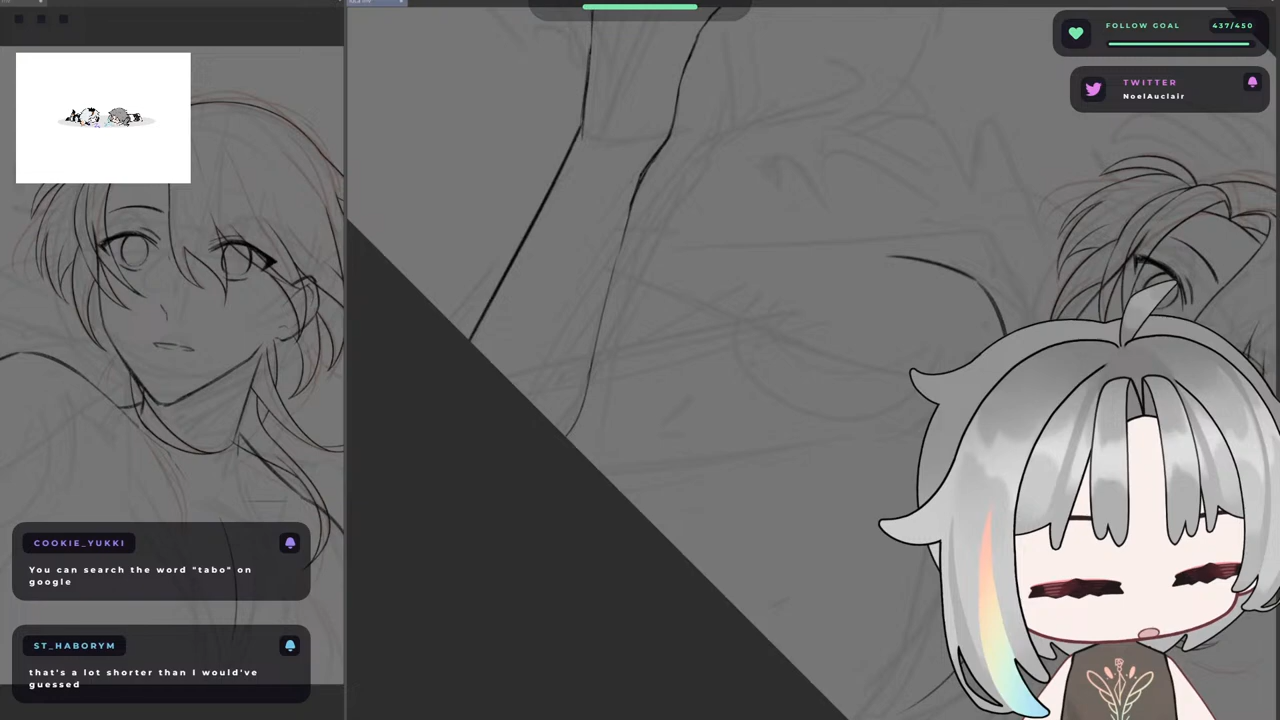 FOLLOW GOAL 437/450
TWITTER
NoelAuclair
COOKIE_YUKKI
You can search the word "tabo" on
google
ST_HABORYM
that's a lot shorter than I would've
guessed